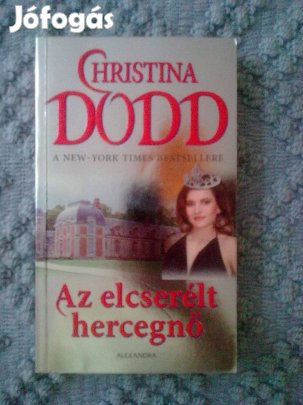 Jófogás
CHRISTINA
DODD
A NEW-YORK TIMES BESTSELLERE
Az elcserélt
hercegnő
ALEXANDRA